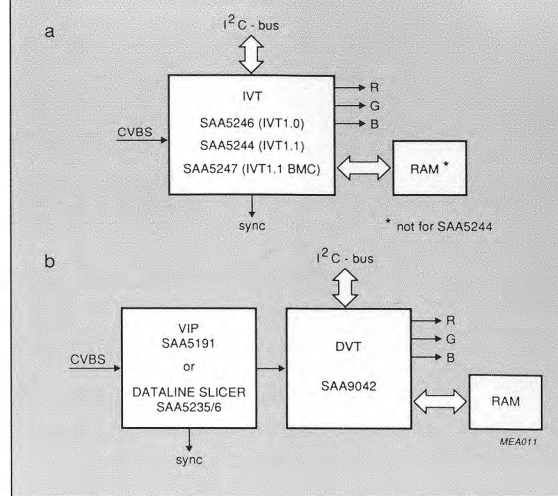 a
I²C - bus
IVT
SAA5246 (IVT1.0)
SAA5244 (IVT1.1)
SAA5247 (IVT1.1 BMC)
CVBS
R
G
B
RAM *
sync
* not for SAA5244
b
I²C - bus
VIP
SAA5191
or
DATALINE SLICER
SAA5235/6
CVBS
sync
DVT
SAA9042
R
G
B
RAM
MEA011